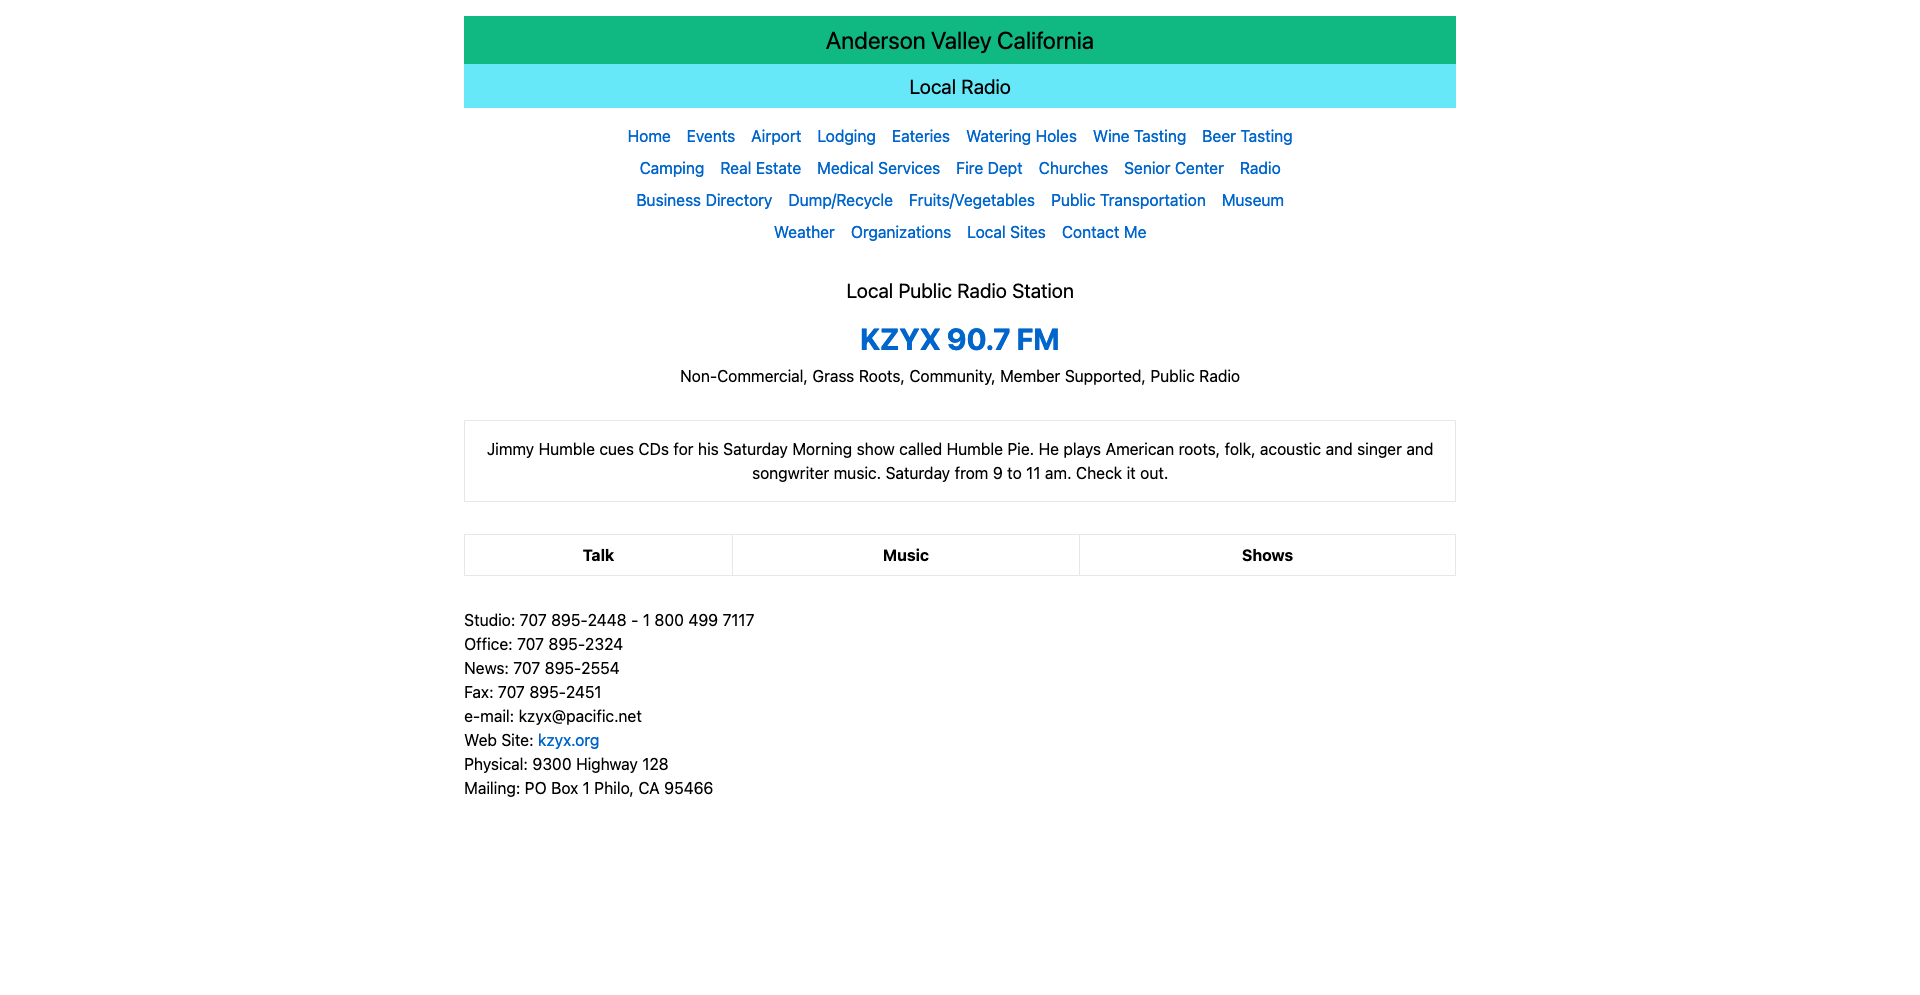 Anderson Valley California
Local Radio
Home Events Airport Lodging Eateries Watering Holes Wine Tasting Beer Tasting
Camping Real Estate Medical Services Fire Dept Churches Senior Center Radio
Business Directory Dump/Recycle Fruits/Vegetables Public Transportation Museum
Weather Organizations Local Sites Contact Me
Local Public Radio Station
KZYX 90.7 FM
Non-Commercial, Grass Roots, Community, Member Supported, Public Radio
Jimmy Humble cues CDs for his Saturday Morning show called Humble Pie. He plays American roots, folk, acoustic and singer and
songwriter music. Saturday from 9 to 11 am. Check it out.
Talk Music Shows
Studio: 707 895-2448 - 1 800 499 7117
Office: 707 895-2324
News: 707 895-2554
Fax: 707 895-2451
e-mail: kzyx@pacific.net
Web Site: kzyx.org
Physical: 9300 Highway 128
Mailing: PO Box 1 Philo, CA 95466